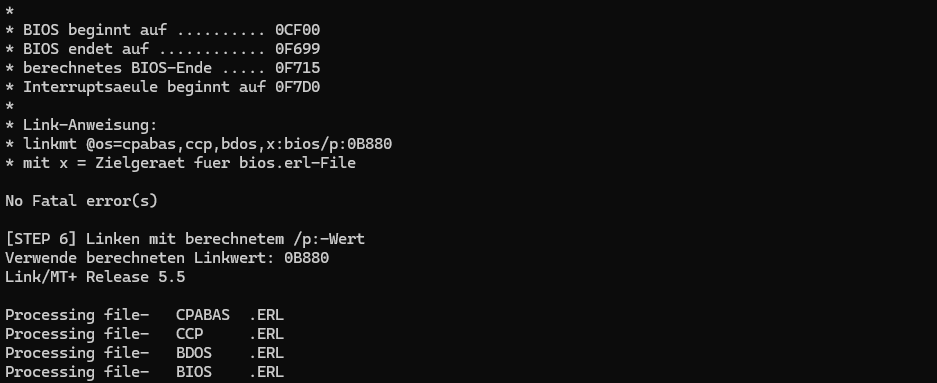 *
* BIOS beginnt auf .......... 0CF00
* BIOS endet auf ............ 0F699
* berechnetes BIOS-Ende ..... 0F715
* Interruptsaeule beginnt auf 0F7D0
*
* Link-Anweisung:
* linkmt @os=cpabas,ccp,bdos,x:bios/p:0B880
* mit x = Zielgeraet fuer bios.erl-File

No Fatal error(s)

[STEP 6] Linken mit berechnetem /p:-Wert
Verwende berechneten Linkwert: 0B880
Link/MT+ Release 5.5

Processing file-   CPABAS  .ERL
Processing file-   CCP     .ERL
Processing file-   BDOS    .ERL
Processing file-   BIOS    .ERL